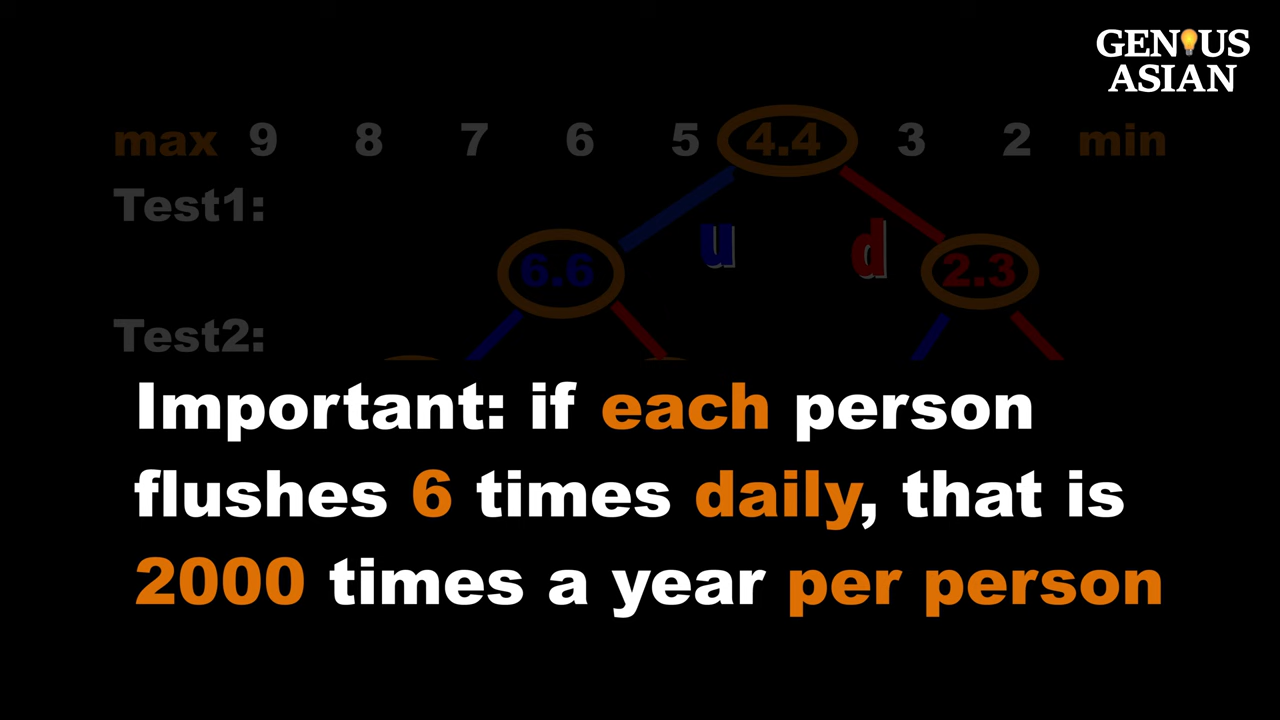 GENIUS
ASIAN
max 9 8 7 6 5 4.4 3 2 min
Test1:
u d
6.6 2.3
Test2:
Important: if each person
flushes 6 times daily, that is
2000 times a year per person